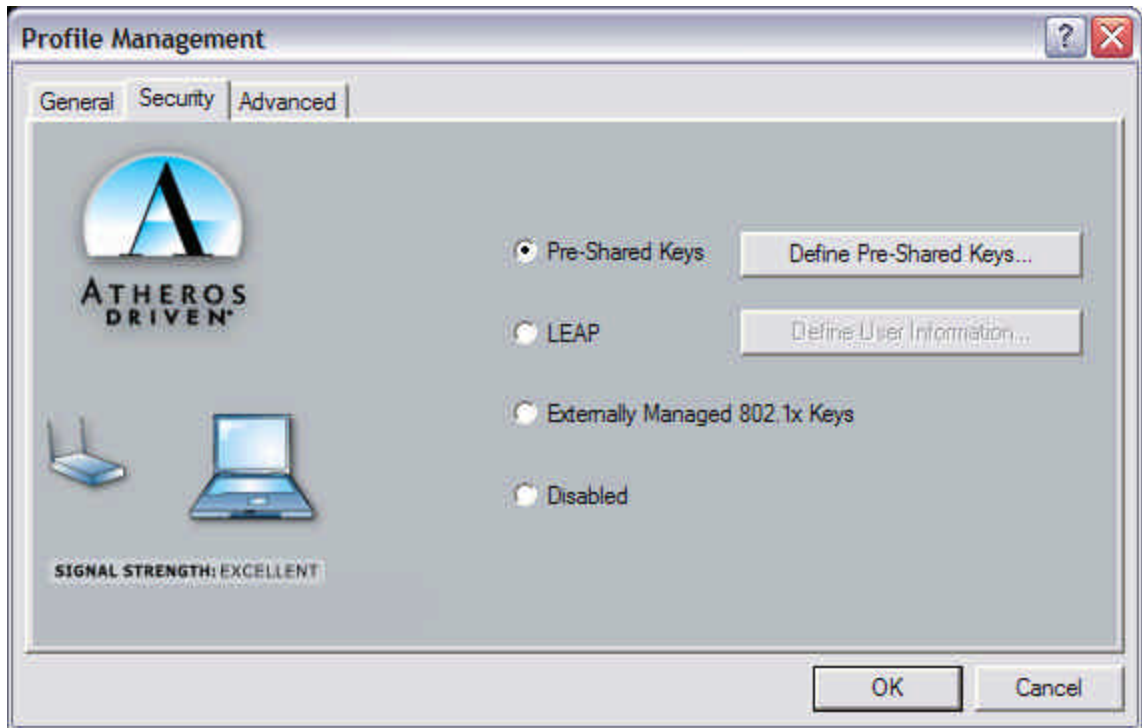 Profile Management
General Security Advanced
ATHEROS
DRIVEN
Pre-Shared Keys Define Pre-Shared Keys...
LEAP Define User Information...
Externally Managed 802.1x Keys
Disabled
SIGNAL STRENGTH: EXCELLENT
OK Cancel